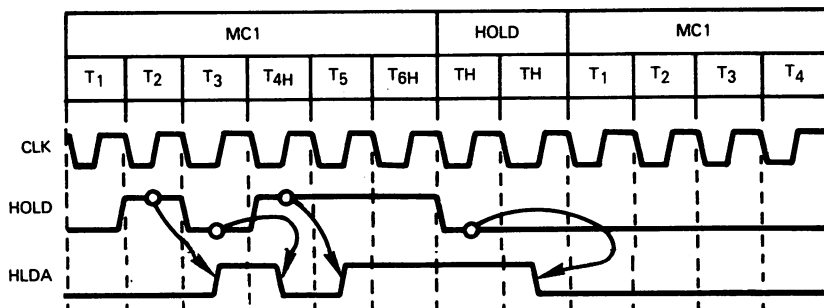 MC1 HOLD MC1
T1 T2 T3 T4H T5 T6H TH TH T1 T2 T3 T4
CLK
HOLD
HLDA